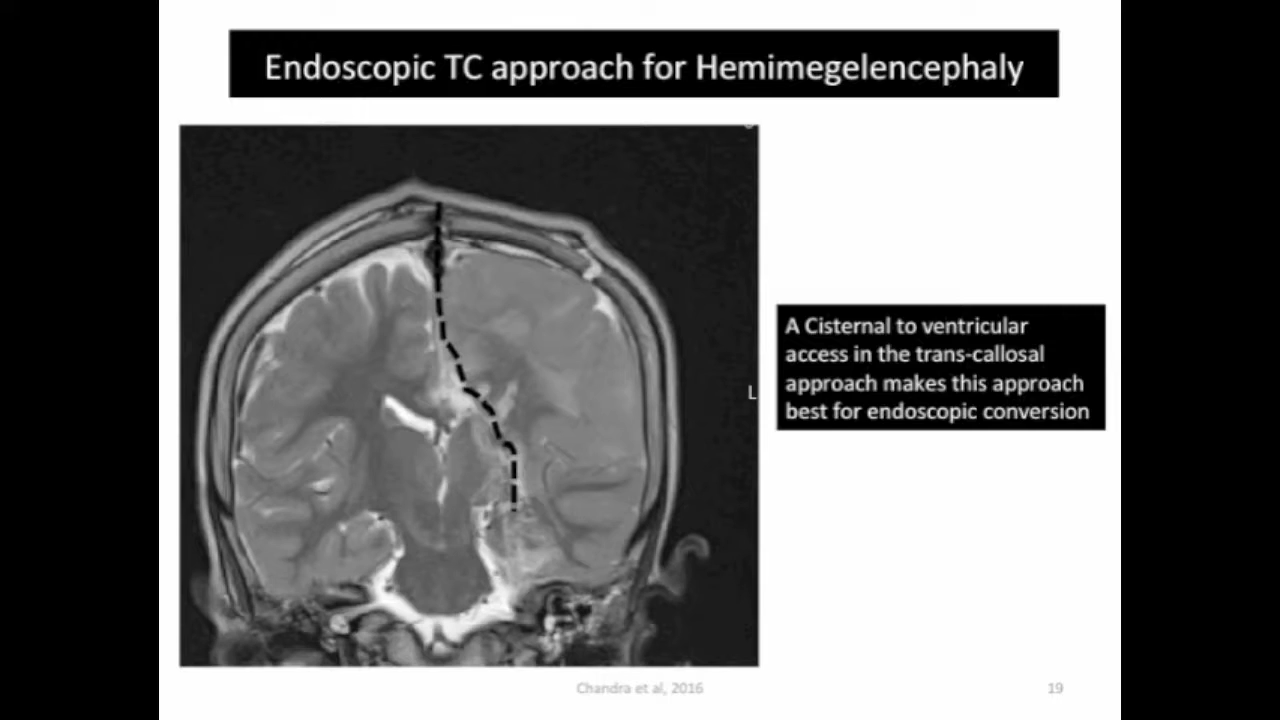 Endoscopic TC approach for Hemimegelencephaly
L
A Cisternal to ventricular
access in the trans-callosal
approach makes this approach
best for endoscopic conversion
Chandra et al, 2016
19